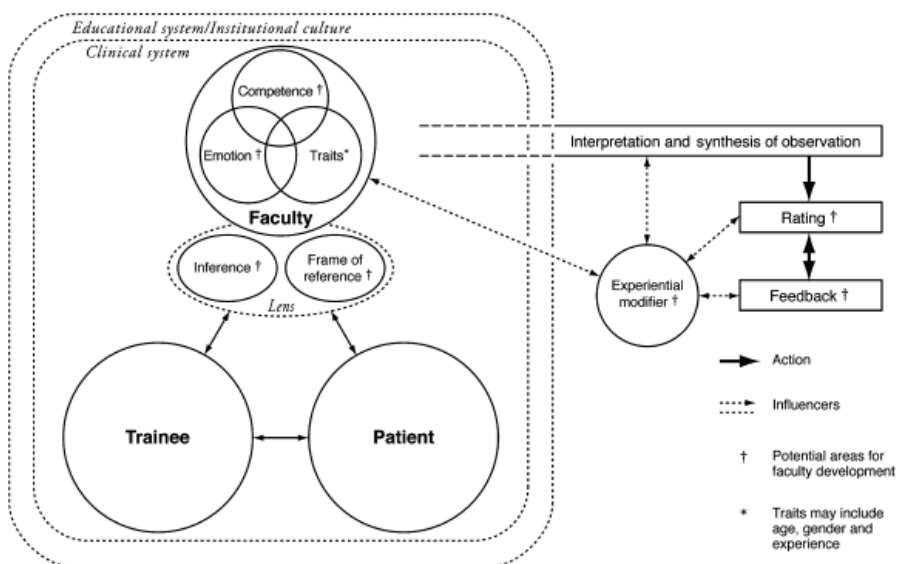 Educational system/Institutional culture
Clinical system
Competence †
Emotion †
Traits*
Faculty
Inference †
Frame of
reference †
Lens
Trainee
Patient
Interpretation and synthesis of observation
Rating †
Experiential
modifier †
Feedback †
Action
Influencers
† Potential areas for
faculty development
* Traits may include
age, gender and
experience